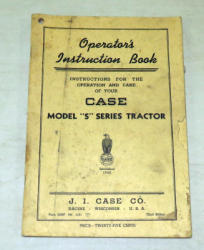 Operator's
Instruction Book
INSTRUCTIONS FOR THE
OPERATION AND CARE
OF YOUR
CASE
MODEL "S" SERIES TRACTOR
J. I. CASE CO.
RACINE - WISCONSIN - U.S.A.
PRICE - TWENTY-FIVE CENTS